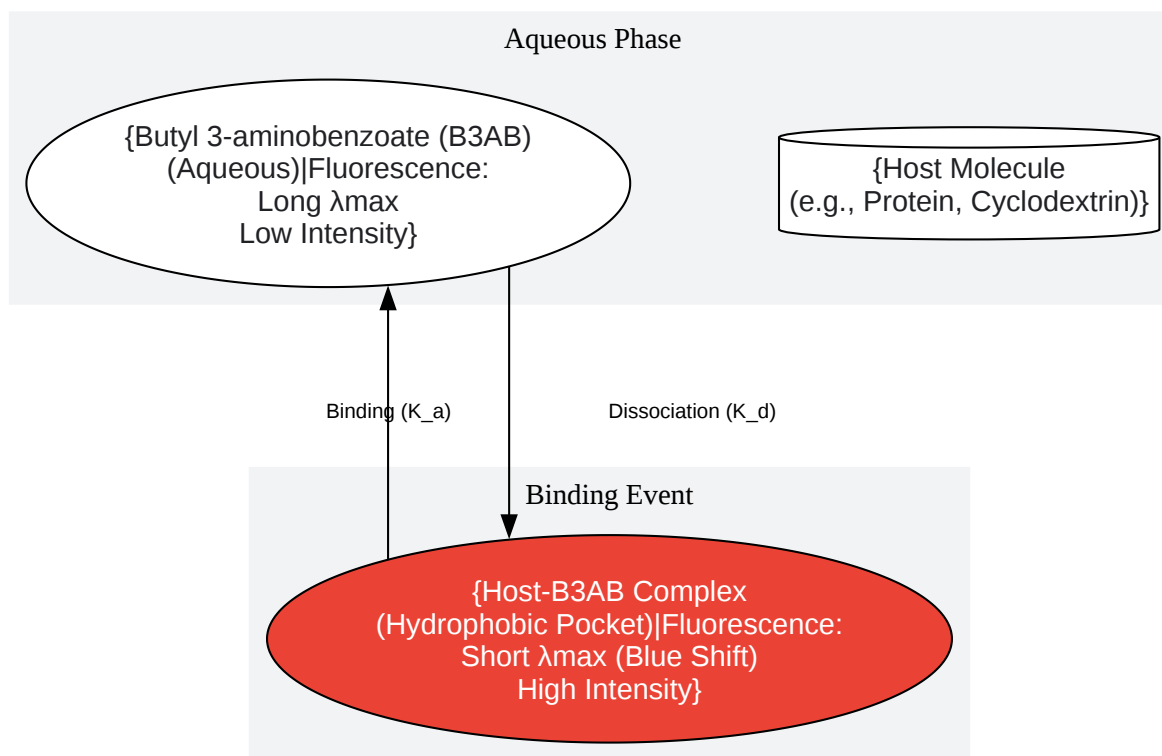 Aqueous Phase
{Butyl 3-aminobenzoate (B3AB)
(Aqueous)|Fluorescence:
Long λmax
Low Intensity}
{Host Molecule
(e.g., Protein, Cyclodextrin)}
Binding (K_a)
Dissociation (K_d)
Binding Event
{Host-B3AB Complex
(Hydrophobic Pocket)|Fluorescence:
Short λmax (Blue Shift)
High Intensity}